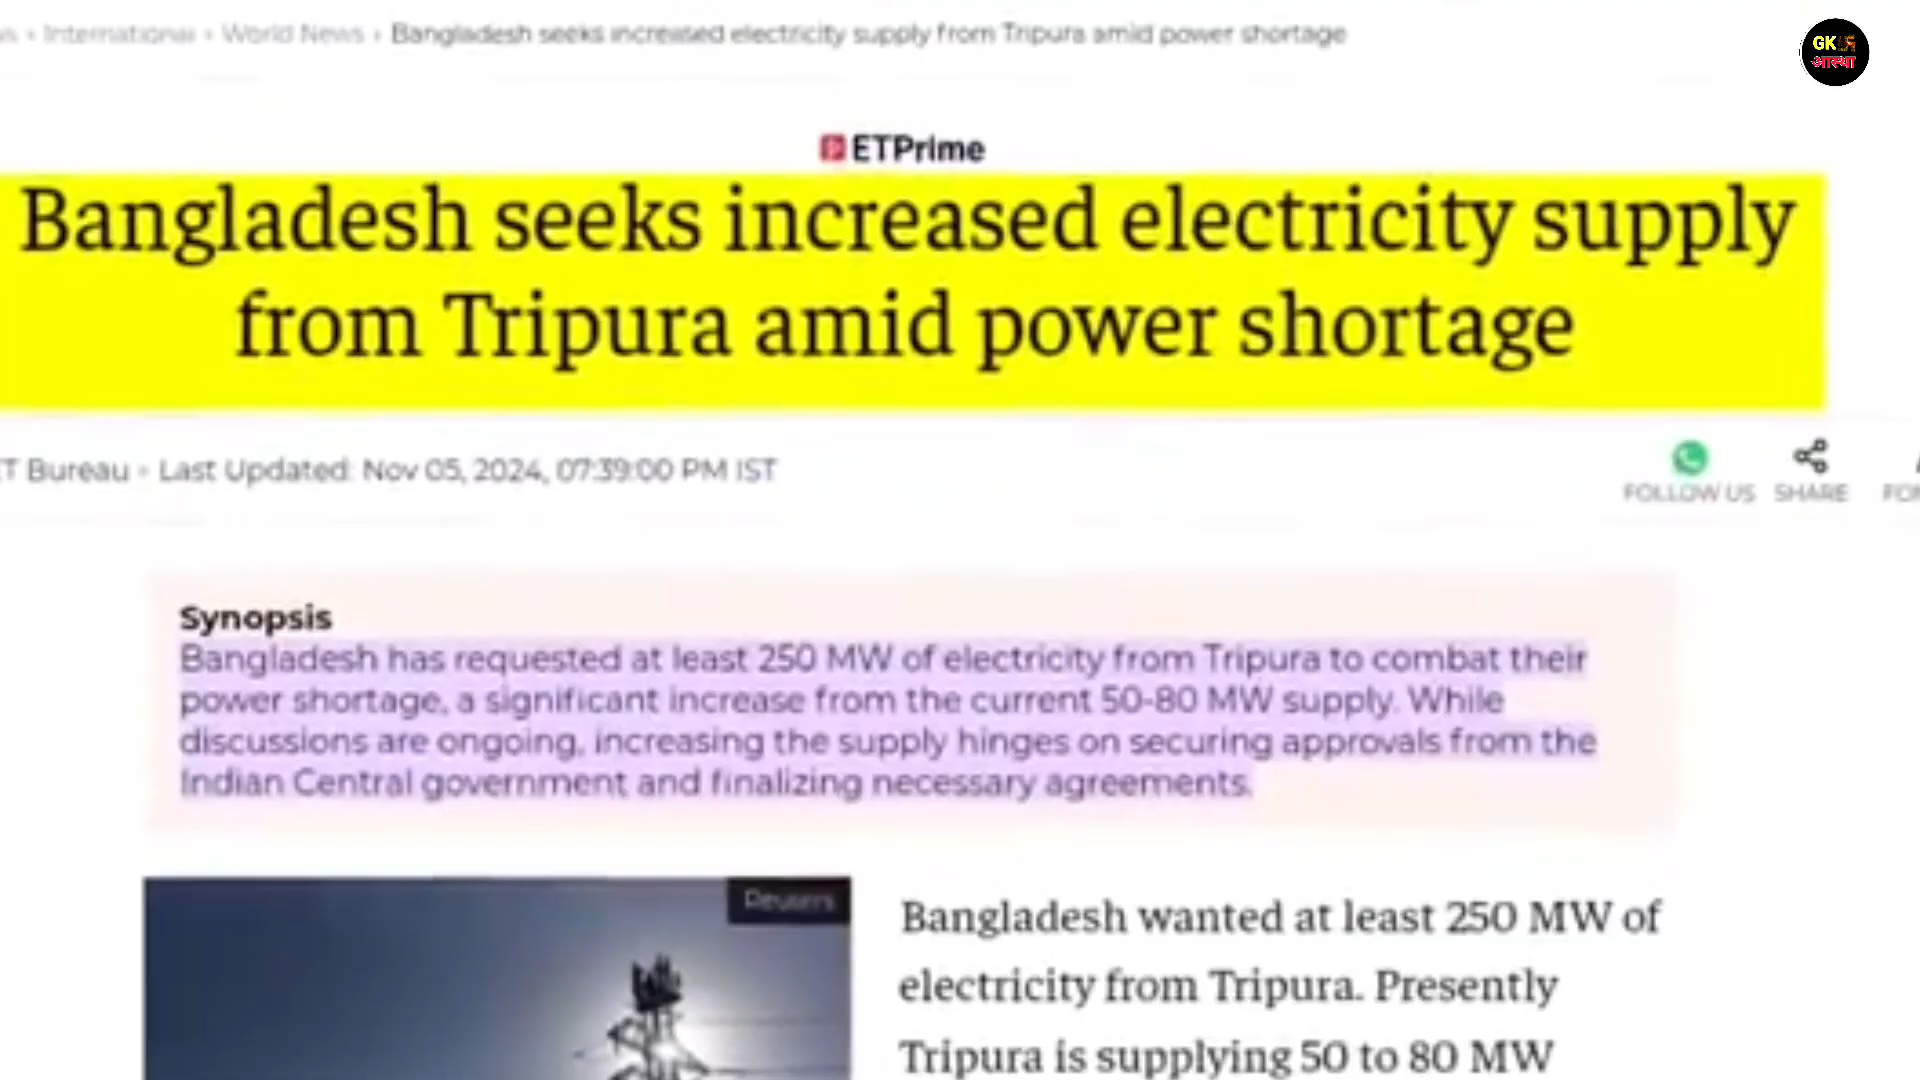 International • World News › Bangladesh seeks increased electricity supply from Tripura amid power shortage
GK卐
आस्था
ETPrime
Bangladesh seeks increased electricity supply
from Tripura amid power shortage
ET Bureau • Last Updated: Nov 05, 2024, 07:39:00 PM IST
FOLLOW US SHARE
Synopsis
Bangladesh has requested at least 250 MW of electricity from Tripura to combat their
power shortage, a significant increase from the current 50-80 MW supply. While
discussions are ongoing, increasing the supply hinges on securing approvals from the
Indian Central government and finalizing necessary agreements.
Reuters
Bangladesh wanted at least 250 MW of
electricity from Tripura. Presently
Tripura is supplying 50 to 80 MW